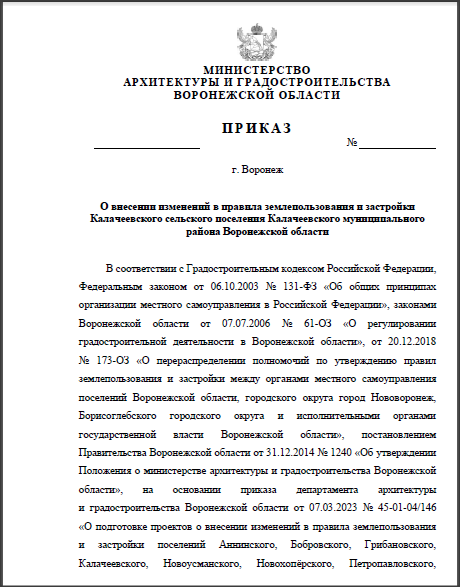 МИНИСТЕРСТВО
АРХИТЕКТУРЫ И ГРАДОСТРОИТЕЛЬСТВА
ВОРОНЕЖСКОЙ ОБЛАСТИ
ПРИКАЗ
№
г. Воронеж
О внесении изменений в правила землепользования и застройки
Калачеевского сельского поселения Калачеевского муниципального
района Воронежской области
В соответствии с Градостроительным кодексом Российской Федерации,
Федеральным законом от 06.10.2003 № 131-ФЗ «Об общих принципах
организации местного самоуправления в Российской Федерации», законами
Воронежской области от 07.07.2006 № 61-ОЗ «О регулировании
градостроительной деятельности в Воронежской области», от 20.12.2018
№ 173-ОЗ «О перераспределении полномочий по утверждению правил
землепользования и застройки между органами местного самоуправления
поселений Воронежской области, городского округа город Нововоронеж,
Борисоглебского городского округа и исполнительными органами
государственной власти Воронежской области», постановлением
Правительства Воронежской области от 31.12.2014 № 1240 «Об утверждении
Положения о министерстве архитектуры и градостроительства Воронежской
области», на основании приказа департамента архитектуры
и градостроительства Воронежской области от 07.03.2023 № 45-01-04/146
«О подготовке проектов о внесении изменений в правила землепользования
и застройки поселений Аннинского, Бобровского, Грибановского,
Калачеевского, Новоусманского, Новохопёрского, Петропавловского,